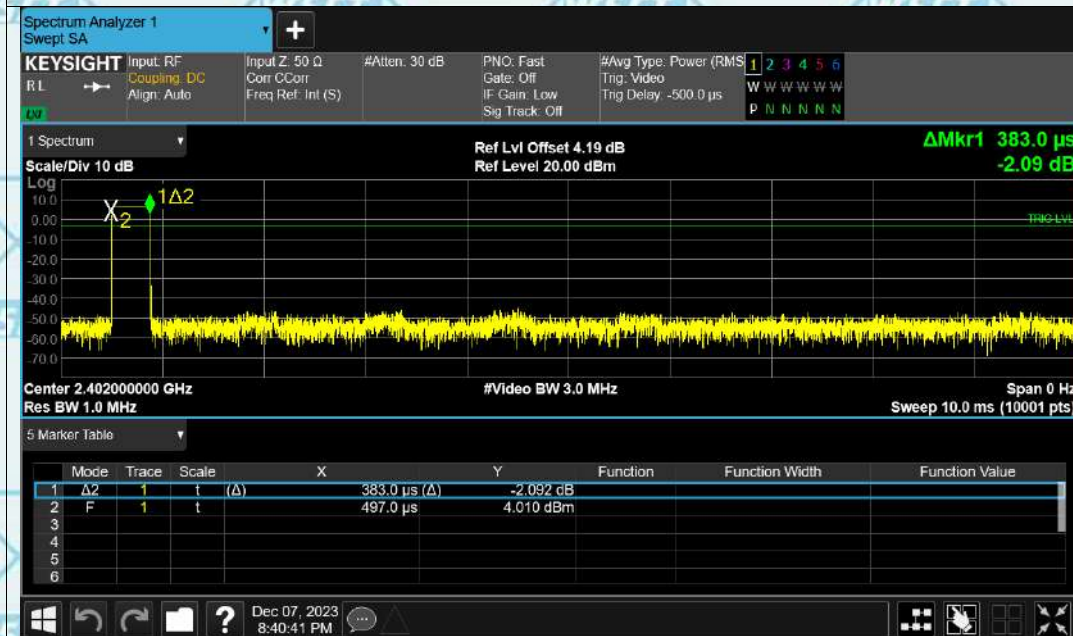 Spectrum Analyzer 1
Swept SA
+
KEYSIGHT Input: RF Input Z: 50 Ω #Atten: 30 dB PNO: Fast #Avg Type: Power (RMS 1 2 3 4 5 6
RL Coupling: DC Corr CCorr Gate: Off Trig: Video W W W W W W
Align: Auto Freq Ref: Int (S) IF Gain: Low Trig Delay: -500.0 µs P N N N N N
LXI Sig Track: Off
1 Spectrum Ref Lvl Offset 4.19 dB ΔMkr1 383.0 µs
Scale/Div 10 dB Ref Level 20.00 dBm -2.09 dB
Log
10.0 1Δ2
0.00 X2 TRIG LVL
-10.0
-20.0
-30.0
-40.0
-50.0
-60.0
-70.0
Center 2.402000000 GHz #Video BW 3.0 MHz Span 0 Hz
Res BW 1.0 MHz Sweep 10.0 ms (10001 pts)
5 Marker Table
Mode Trace Scale X Y Function Function Width Function Value
1 Δ2 1 t (Δ) 383.0 µs (Δ) -2.092 dB
2 F 1 t 497.0 µs 4.010 dBm
3
4
5
6
? Dec 07, 2023
8:40:41 PM